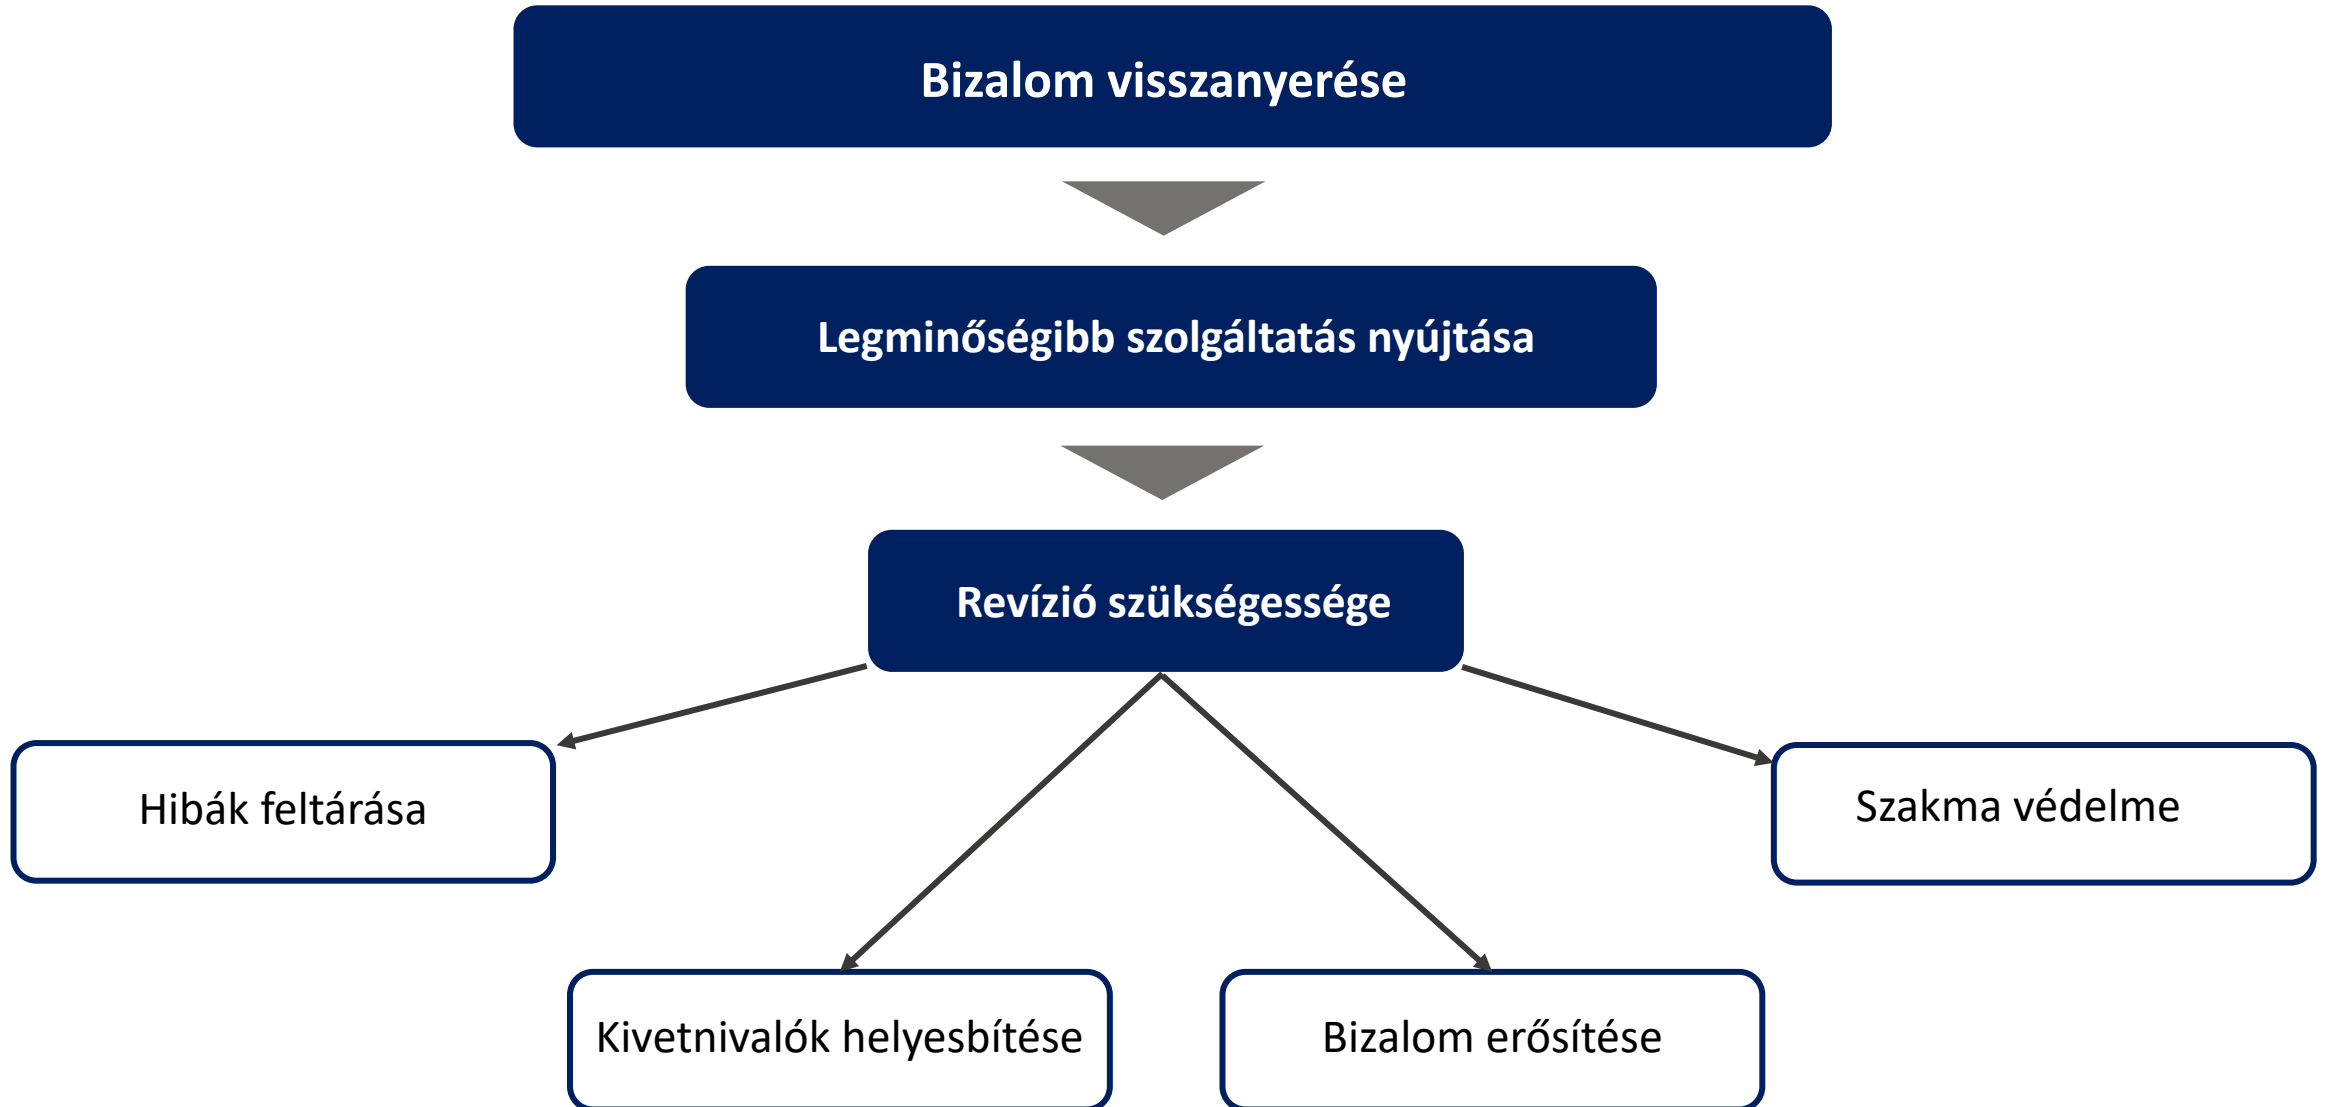 Bizalom visszanyerése
Legminőségibb szolgáltatás nyújtása
Revízió szükségessége
Hibák feltárása
Szakma védelme
Kivetnivalók helyesbítése
Bizalom erősítése